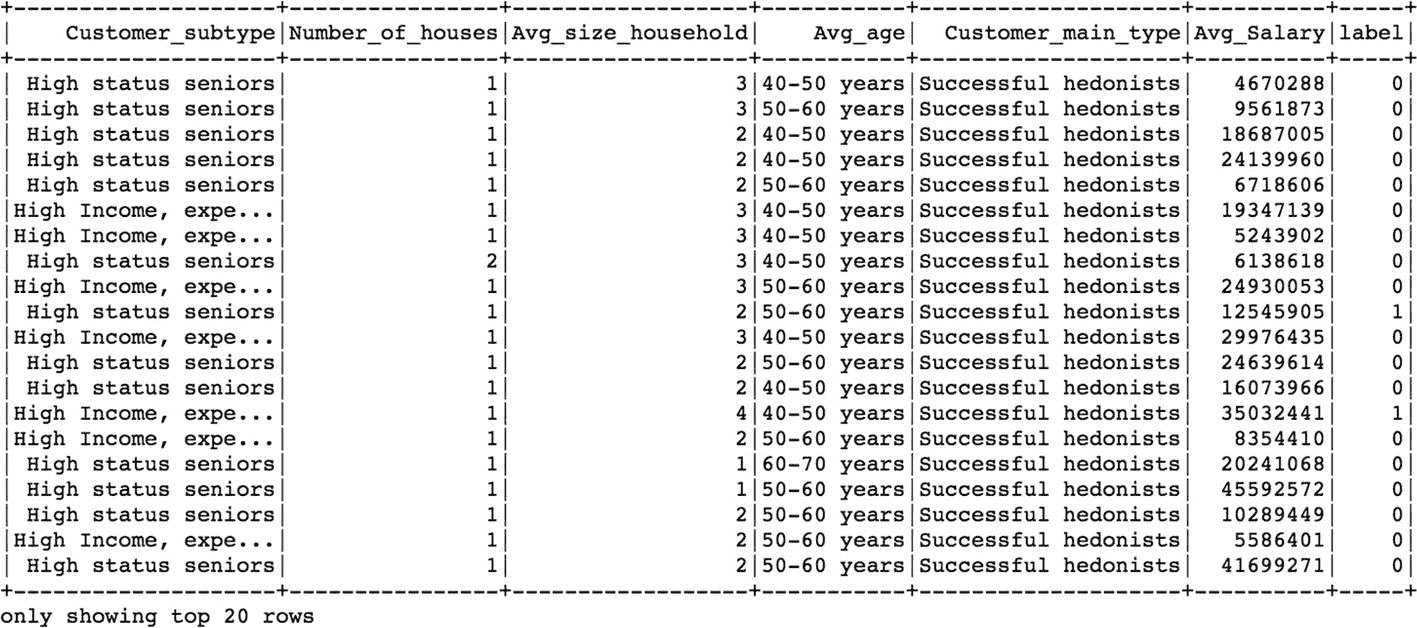 +--------------------+----------------+------------------+-----------+--------------------+----------+-----+
|    Customer_subtype|Number_of_houses|Avg_size_household|    Avg_age|  Customer_main_type|Avg_Salary|label|
+--------------------+----------------+------------------+-----------+--------------------+----------+-----+
| High status seniors|               1|                 3|40-50 years|Successful hedonists|   4670288|    0|
| High status seniors|               1|                 3|50-60 years|Successful hedonists|   9561873|    0|
| High status seniors|               1|                 2|40-50 years|Successful hedonists|  18687005|    0|
| High status seniors|               1|                 2|40-50 years|Successful hedonists|  24139960|    0|
| High status seniors|               1|                 2|50-60 years|Successful hedonists|   6718606|    0|
|High Income, expe...|               1|                 3|40-50 years|Successful hedonists|  19347139|    0|
|High Income, expe...|               1|                 3|40-50 years|Successful hedonists|   5243902|    0|
| High status seniors|               2|                 3|40-50 years|Successful hedonists|   6138618|    0|
|High Income, expe...|               1|                 3|50-60 years|Successful hedonists|  24930053|    0|
| High status seniors|               1|                 2|50-60 years|Successful hedonists|  12545905|    1|
|High Income, expe...|               1|                 3|40-50 years|Successful hedonists|  29976435|    0|
| High status seniors|               1|                 2|50-60 years|Successful hedonists|  24639614|    0|
| High status seniors|               1|                 2|40-50 years|Successful hedonists|  16073966|    0|
|High Income, expe...|               1|                 4|40-50 years|Successful hedonists|  35032441|    1|
|High Income, expe...|               1|                 2|50-60 years|Successful hedonists|   8354410|    0|
| High status seniors|               1|                 1|60-70 years|Successful hedonists|  20241068|    0|
| High status seniors|               1|                 1|50-60 years|Successful hedonists|  45592572|    0|
| High status seniors|               1|                 2|50-60 years|Successful hedonists|  10289449|    0|
|High Income, expe...|               1|                 2|50-60 years|Successful hedonists|   5586401|    0|
| High status seniors|               1|                 2|50-60 years|Successful hedonists|  41699271|    0|
+--------------------+----------------+------------------+-----------+--------------------+----------+-----+
only showing top 20 rows